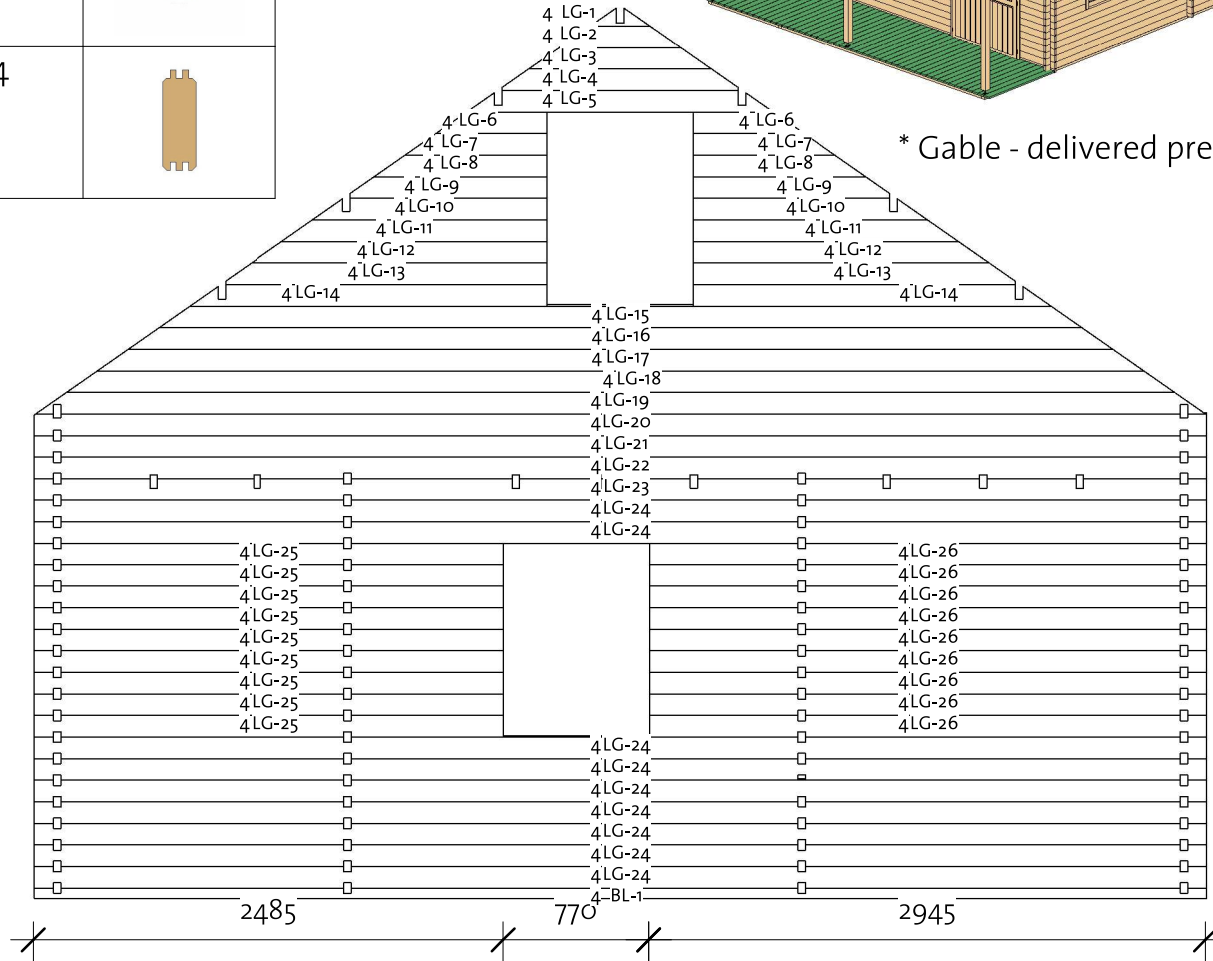 4
4 LG-1
4 LG-2
4 LG-3
4 LG-4
4 LG-5
4 LG-6 4 LG-6
4 LG-7 4 LG-7
4 LG-8 4 LG-8
4 LG-9 4 LG-9
4 LG-10 4 LG-10
4 LG-11 4 LG-11
4 LG-12 4 LG-12
4 LG-13 4 LG-13
4 LG-14 4 LG-14
* Gable - delivered pre
4 LG-15
4 LG-16
4 LG-17
4 LG-18
4 LG-19
4 LG-20
4 LG-21
4 LG-22
4 LG-23
4 LG-24
4 LG-24
4 LG-25 4 LG-26
4 LG-25 4 LG-26
4 LG-25 4 LG-26
4 LG-25 4 LG-26
4 LG-25 4 LG-26
4 LG-25 4 LG-26
4 LG-25 4 LG-26
4 LG-25 4 LG-26
4 LG-25 4 LG-26
4 LG-24
4 LG-24
4 LG-24
4 LG-24
4 LG-24
4 LG-24
4 LG-24
4 BL-1
2485 770 2945